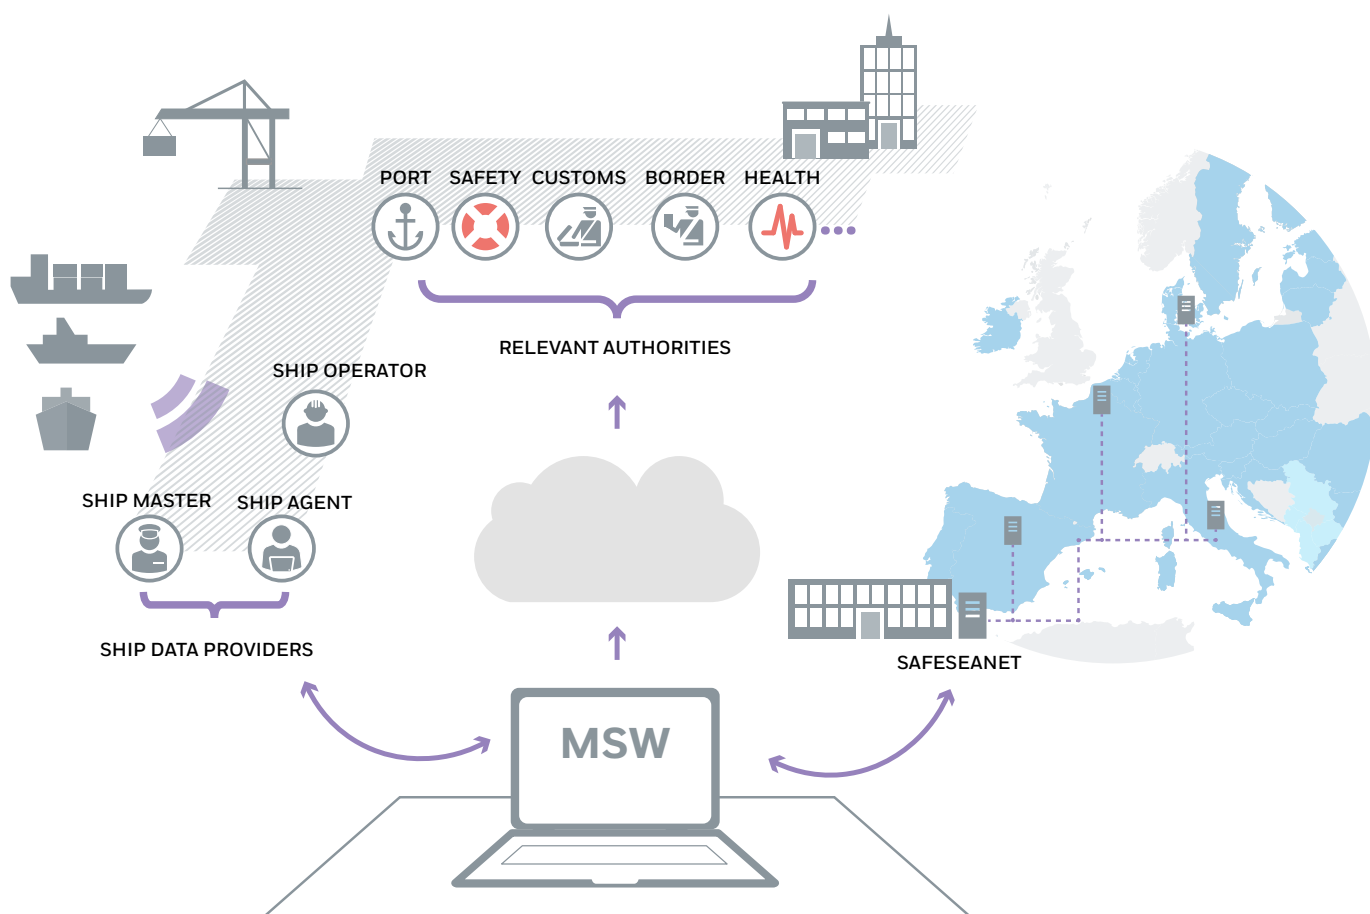 PORT SAFETY CUSTOMS BORDER HEALTH
RELEVANT AUTHORITIES
SHIP OPERATOR
SHIP MASTER SHIP AGENT
SHIP DATA PROVIDERS
SAFESEANET
MSW